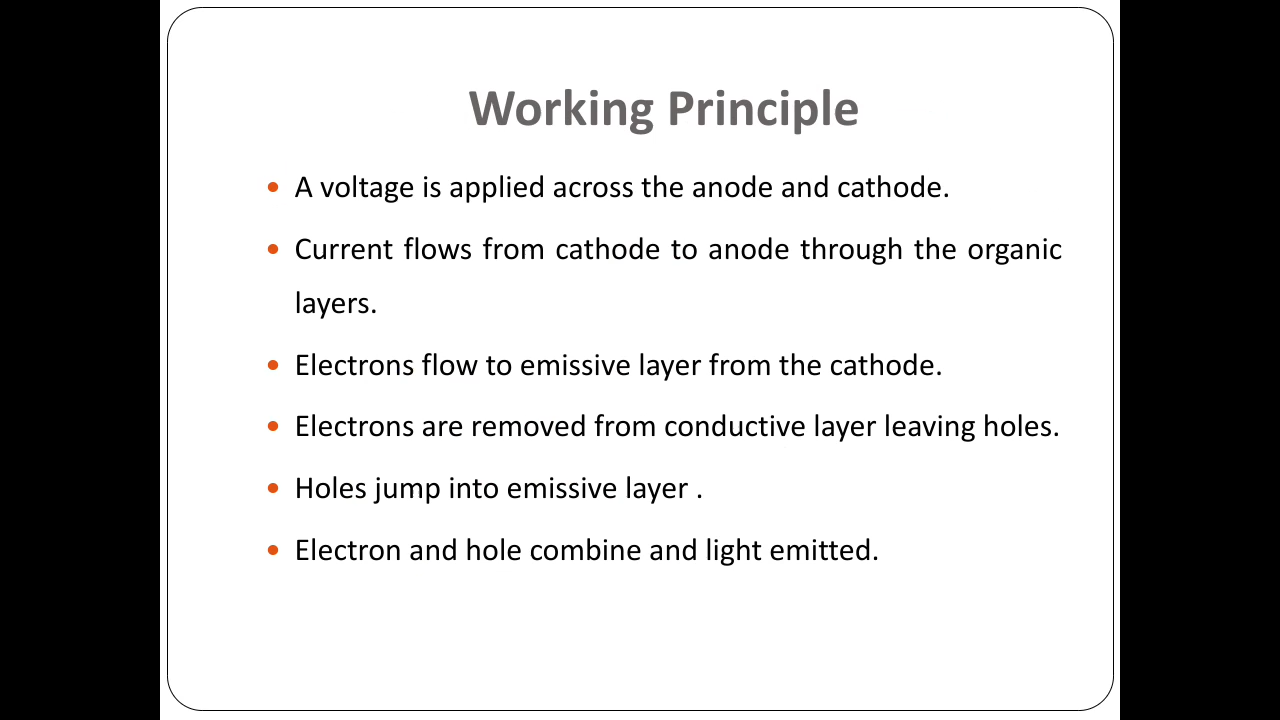 Working Principle
• A voltage is applied across the anode and cathode.
• Current flows from cathode to anode through the organic
layers.
• Electrons flow to emissive layer from the cathode.
• Electrons are removed from conductive layer leaving holes.
• Holes jump into emissive layer .
• Electron and hole combine and light emitted.